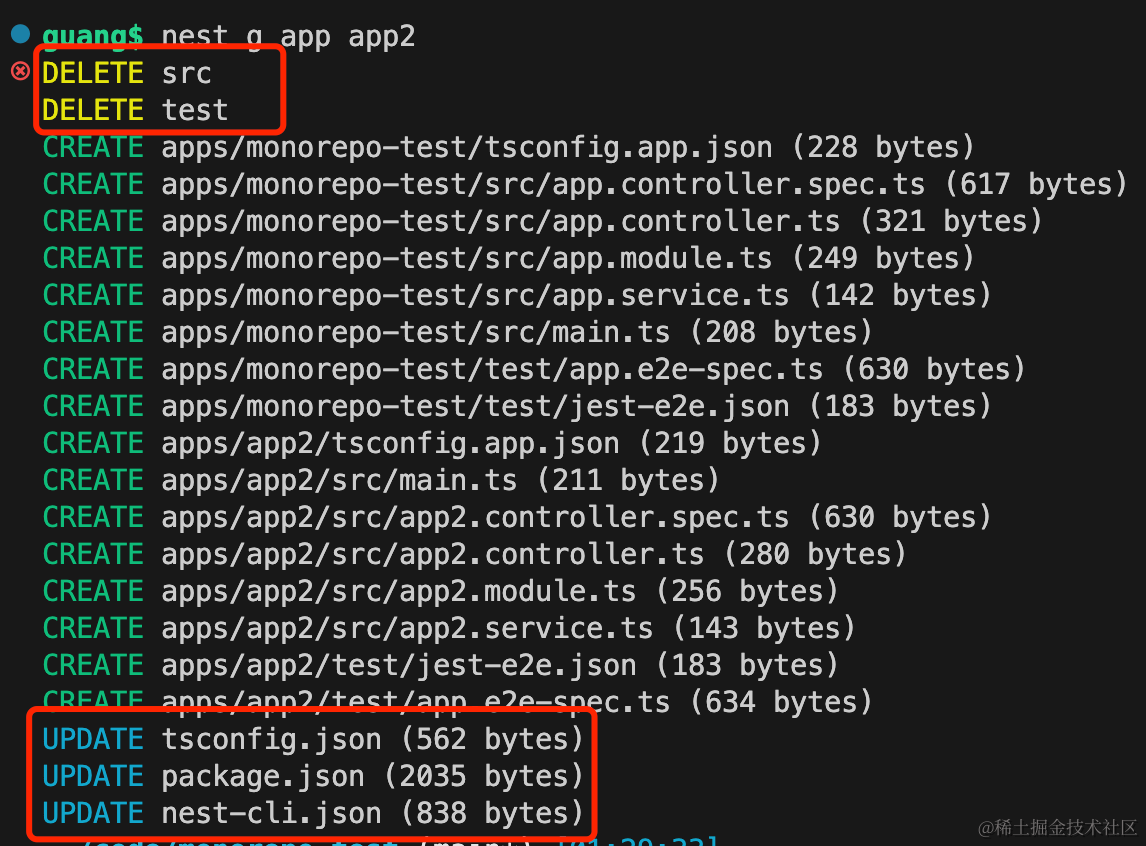 guang$ nest g app app2
DELETE src
DELETE test
CREATE apps/monorepo-test/tsconfig.app.json (228 bytes)
CREATE apps/monorepo-test/src/app.controller.spec.ts (617 bytes)
CREATE apps/monorepo-test/src/app.controller.ts (321 bytes)
CREATE apps/monorepo-test/src/app.module.ts (249 bytes)
CREATE apps/monorepo-test/src/app.service.ts (142 bytes)
CREATE apps/monorepo-test/src/main.ts (208 bytes)
CREATE apps/monorepo-test/test/app.e2e-spec.ts (630 bytes)
CREATE apps/monorepo-test/test/jest-e2e.json (183 bytes)
CREATE apps/app2/tsconfig.app.json (219 bytes)
CREATE apps/app2/src/main.ts (211 bytes)
CREATE apps/app2/src/app2.controller.spec.ts (630 bytes)
CREATE apps/app2/src/app2.controller.ts (280 bytes)
CREATE apps/app2/src/app2.module.ts (256 bytes)
CREATE apps/app2/src/app2.service.ts (143 bytes)
CREATE apps/app2/test/jest-e2e.json (183 bytes)
CREATE apps/app2/test/app.e2e-spec.ts (634 bytes)
UPDATE tsconfig.json (562 bytes)
UPDATE package.json (2035 bytes)
UPDATE nest-cli.json (838 bytes)
@稀土掘金技术社区